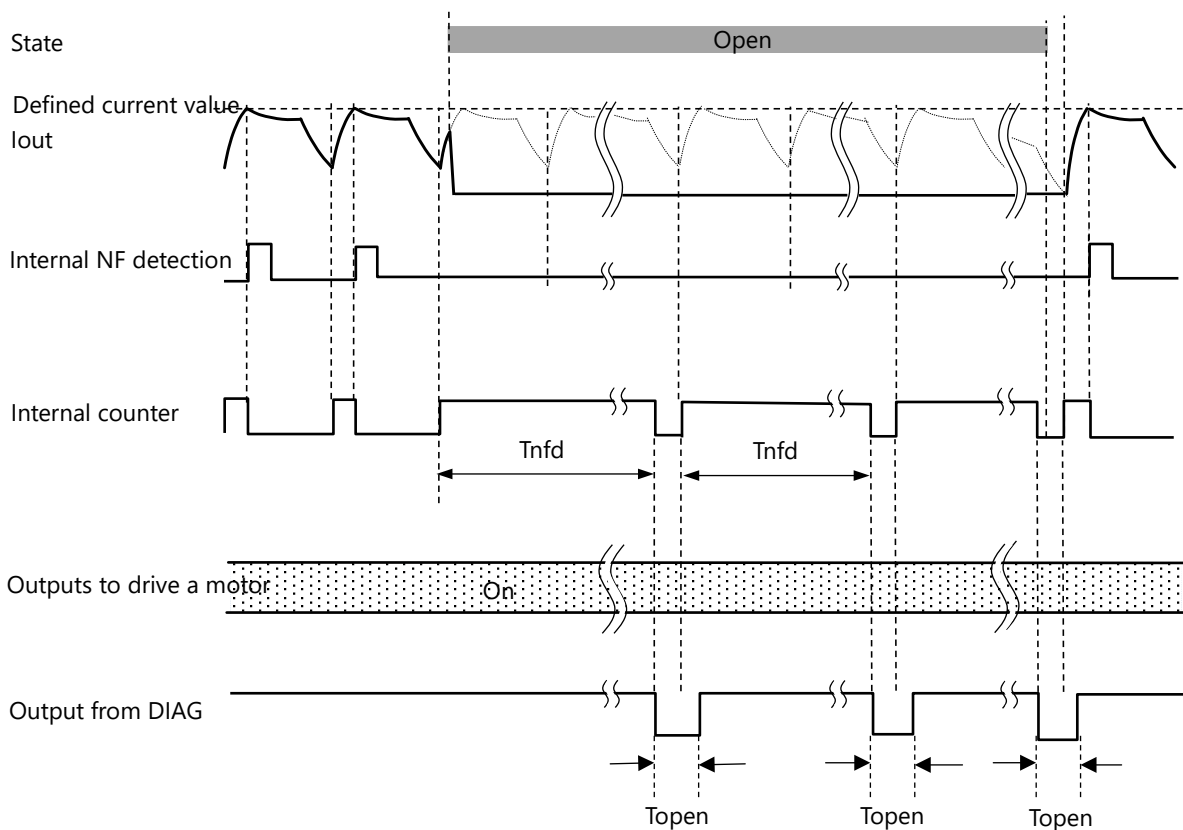 State
Open
Defined current value
Iout
Internal NF detection
Internal counter
Tnfd
Tnfd
Outputs to drive a motor
On
Output from DIAG
Topen
Topen
Topen